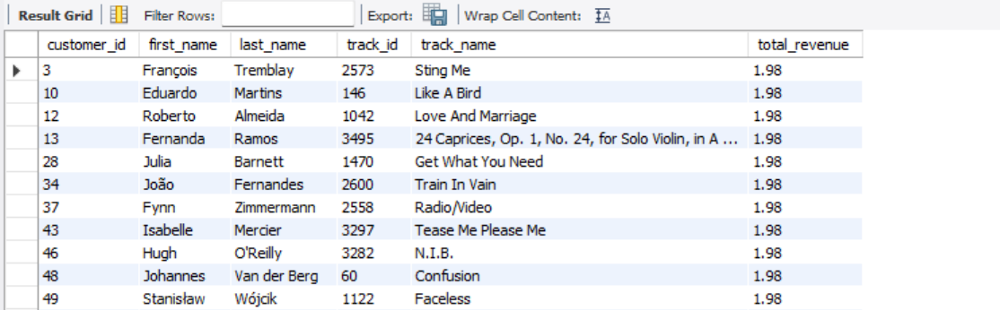 Result Grid Filter Rows: Export: Wrap Cell Content: IA
customer_id first_name last_name track_id track_name total_revenue
3 François Tremblay 2573 Sting Me 1.98
10 Eduardo Martins 146 Like A Bird 1.98
12 Roberto Almeida 1042 Love And Marriage 1.98
13 Fernanda Ramos 3495 24 Caprices, Op. 1, No. 24, for Solo Violin, in A ... 1.98
28 Julia Barnett 1470 Get What You Need 1.98
34 João Fernandes 2600 Train In Vain 1.98
37 Fynn Zimmermann 2558 Radio/Video 1.98
43 Isabelle Mercier 3297 Tease Me Please Me 1.98
46 Hugh O'Reilly 3282 N.I.B. 1.98
48 Johannes Van der Berg 60 Confusion 1.98
49 Stanisław Wójcik 1122 Faceless 1.98